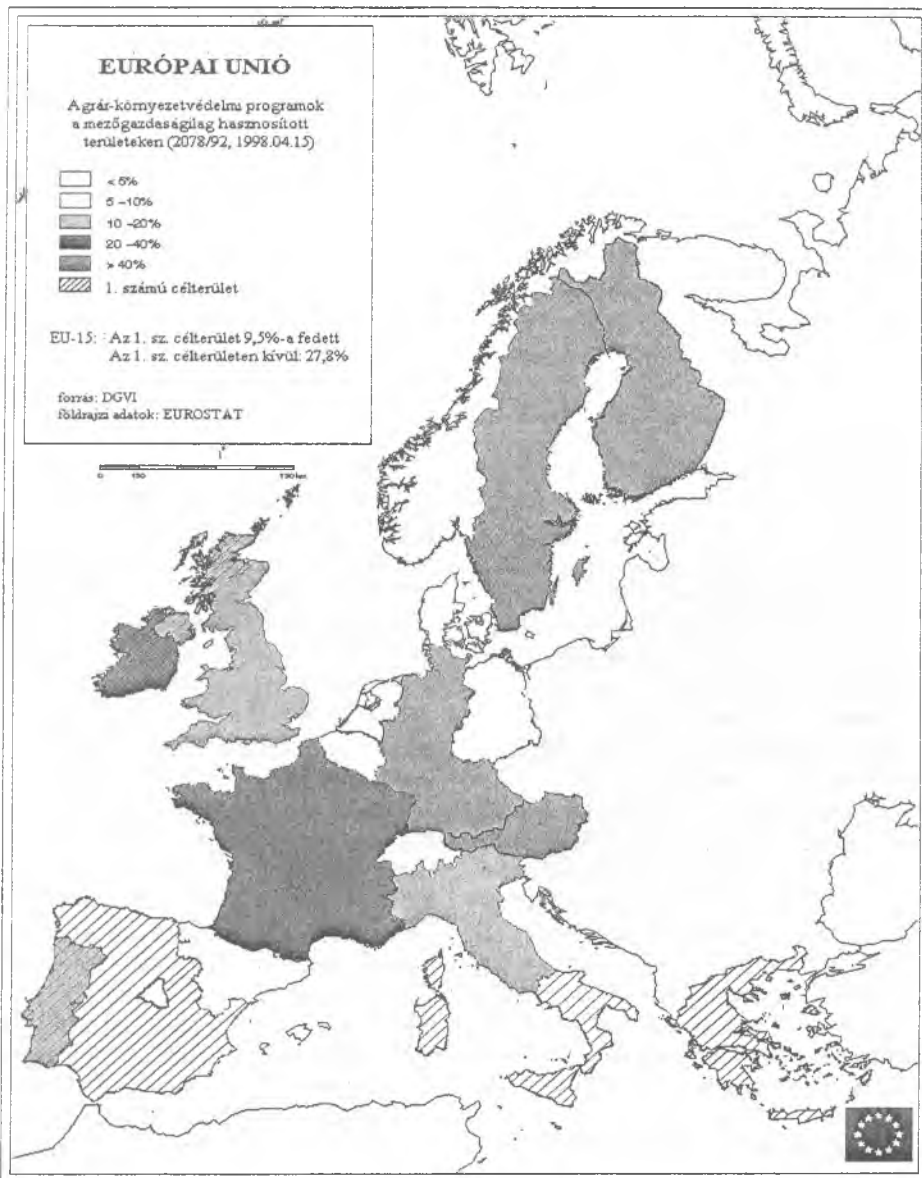 EURÓPAI UNIÓ
Agrár-környezetvédelmi programok
a mezőgazdaságilag hasznosított
területeken (2078/92, 1998.04.15)
< 5%
5 –10%
10 –20%
20 –40%
> 40%
1. számú célterület
EU-15: Az 1. sz. célterület 9,5%-a fedett
Az 1. sz. célterületen kívül: 27,8%
forrás: DGVI
földrajzi adatok: EUROSTAT
0